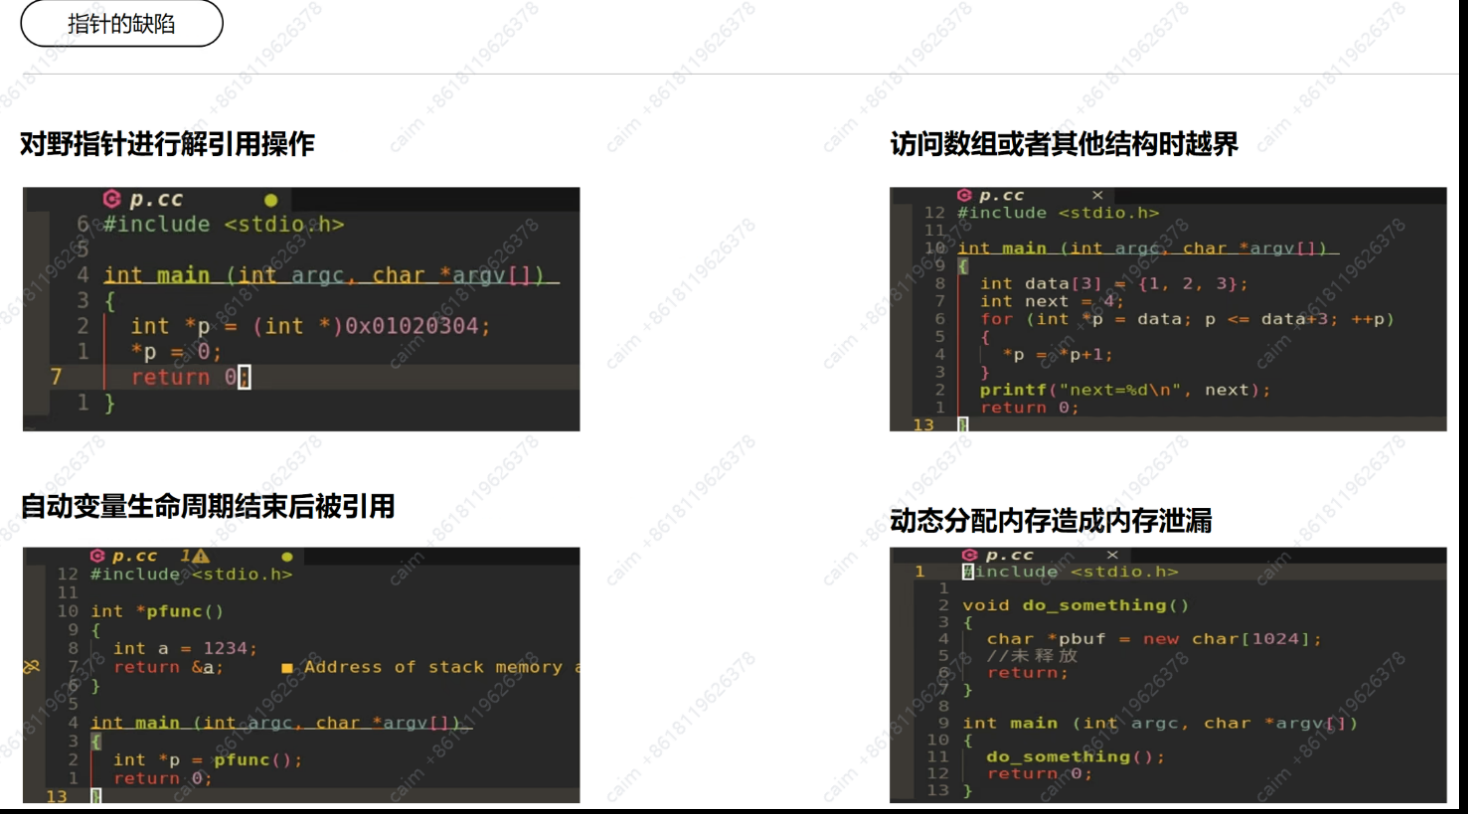 指针的缺陷
对野指针进行解引用操作
p.cc
6 #include <stdio.h>
5
4 int main (int argc, char *argv[])
3 {
2 int *p = (int *)0x01020304;
1 *p = 0;
7 return 0;
1 }
访问数组或者其他结构时越界
p.cc ×
12 #include <stdio.h>
11
10 int main (int argc, char *argv[])
9 {
8 int data[3] = {1, 2, 3};
7 int next = 4;
6 for (int *p = data; p <= data+3; ++p)
5 {
4 *p = *p+1;
3 }
2 printf("next=%d\n", next);
1 return 0;
13 }
自动变量生命周期结束后被引用
p.cc 1
12 #include <stdio.h>
11
10 int *pfunc()
9 {
8 int a = 1234;
7 return &a; ■ Address of stack memory a
6 }
5
4 int main (int argc, char *argv[])
3 {
2 int *p = pfunc();
1 return 0;
13 }
动态分配内存造成内存泄漏
p.cc ×
1 #include <stdio.h>
1
2 void do_something()
3 {
4 char *pbuf = new char[1024];
5 //未释放
6 return;
7 }
8
9 int main (int argc, char *argv[])
10 {
11 do_something();
12 return 0;
13 }
caim +8618119626378